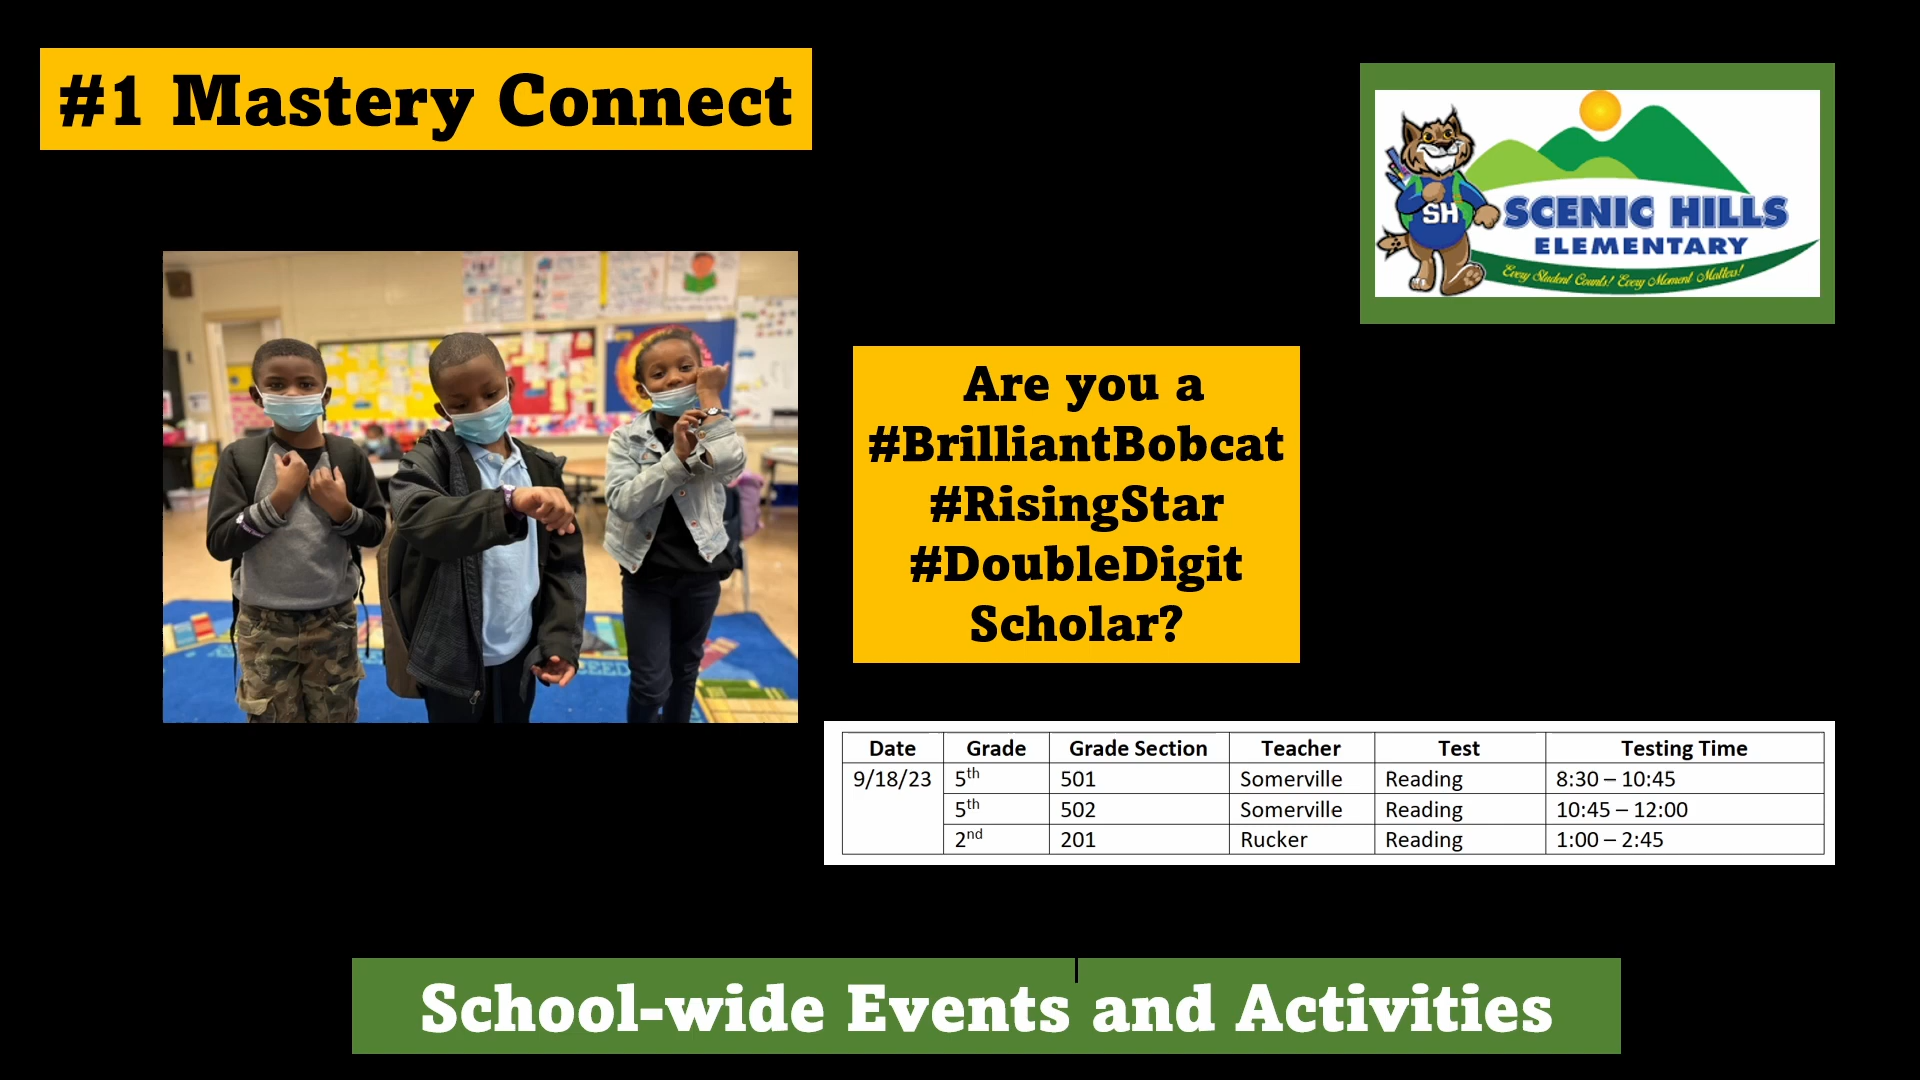 #1 Mastery Connect
SH
SCENIC HILLS
ELEMENTARY
Every Student Counts! Every Moment Matters!
Are you a
#BrilliantBobcat
#RisingStar
#DoubleDigit
Scholar?
Date Grade Grade Section Teacher Test Testing Time
9/18/23 5th 501 Somerville Reading 8:30 – 10:45
5th 502 Somerville Reading 10:45 – 12:00
2nd 201 Rucker Reading 1:00 – 2:45
School-wide Events and Activities